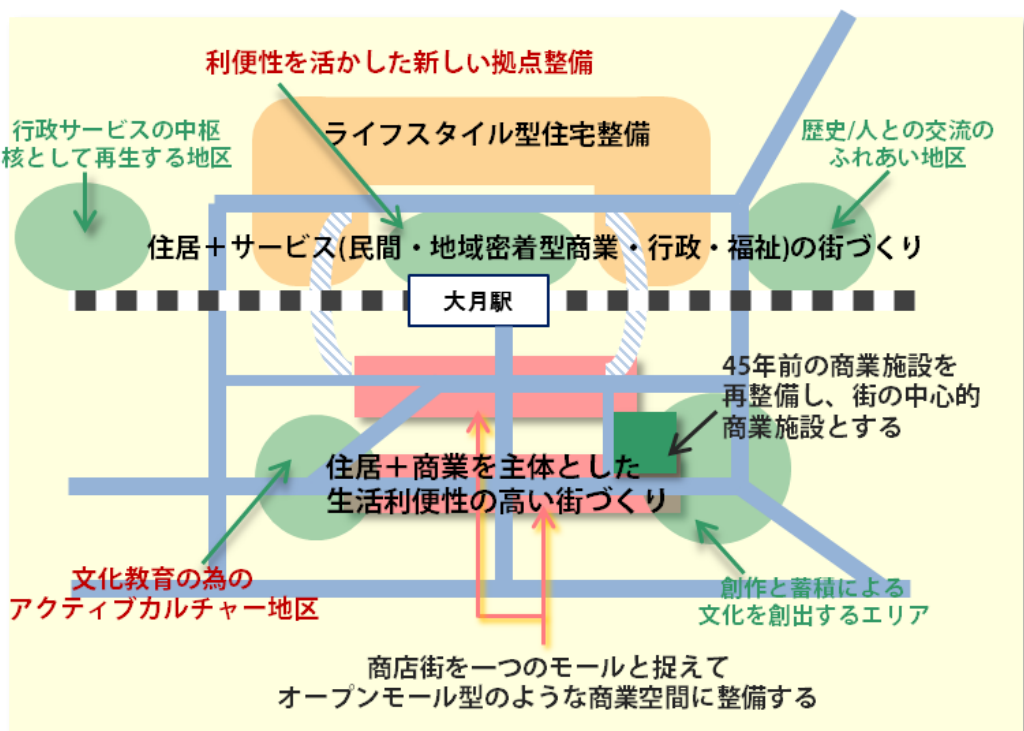 利便性を活かした新しい拠点整備
行政サービスの中枢
核として再生する地区
ライフスタイル型住宅整備
歴史/人との交流の
ふれあい地区
住居＋サービス(民間・地域密着型商業・行政・福祉)の街づくり
大月駅
45年前の商業施設を
再整備し、街の中心的
商業施設とする
住居＋商業を主体とした
生活利便性の高い街づくり
文化教育の為の
アクティブカルチャー地区
創作と蓄積による
文化を創出するエリア
商店街を一つのモールと捉えて
オープンモール型のような商業空間に整備する